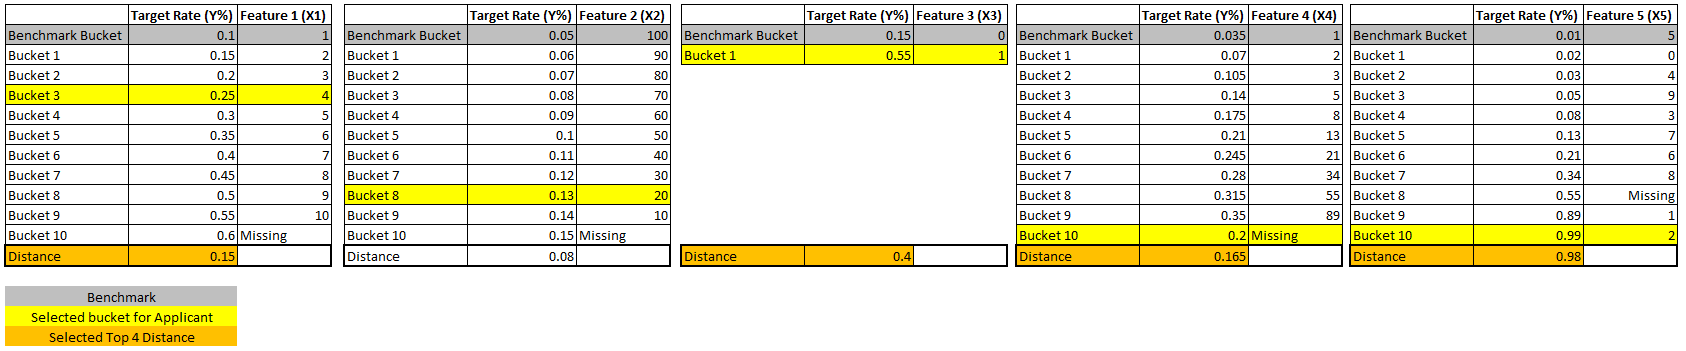 Target Rate (Y%) Feature 1 (X1) Target Rate (Y%) Feature 2 (X2) Target Rate (Y%) Feature 3 (X3) Target Rate (Y%) Feature 4 (X4) Target Rate (Y%) Feature 5 (X5)
Benchmark Bucket 0.1 1 Benchmark Bucket 0.05 100 Benchmark Bucket 0.15 0 Benchmark Bucket 0.035 1 Benchmark Bucket 0.01 5
Bucket 1 0.15 2 Bucket 1 0.06 90 Bucket 1 0.55 1 Bucket 1 0.07 2 Bucket 1 0.02 0
Bucket 2 0.2 3 Bucket 2 0.07 80 Bucket 2 0.105 3 Bucket 2 0.03 4
Bucket 3 0.25 4 Bucket 3 0.08 70 Bucket 3 0.14 5 Bucket 3 0.05 9
Bucket 4 0.3 5 Bucket 4 0.09 60 Bucket 4 0.175 8 Bucket 4 0.08 3
Bucket 5 0.35 6 Bucket 5 0.1 50 Bucket 5 0.21 13 Bucket 5 0.13 7
Bucket 6 0.4 7 Bucket 6 0.11 40 Bucket 6 0.245 21 Bucket 6 0.21 6
Bucket 7 0.45 8 Bucket 7 0.12 30 Bucket 7 0.28 34 Bucket 7 0.34 8
Bucket 8 0.5 9 Bucket 8 0.13 20 Bucket 8 0.315 55 Bucket 8 0.55 Missing
Bucket 9 0.55 10 Bucket 9 0.14 10 Bucket 9 0.35 89 Bucket 9 0.89 1
Bucket 10 0.6 Missing Bucket 10 0.15 Missing Bucket 10 0.2 Missing Bucket 10 0.99 2
Distance 0.15 Distance 0.08 Distance 0.4 Distance 0.165 Distance 0.98
Benchmark
Selected bucket for Applicant
Selected Top 4 Distance